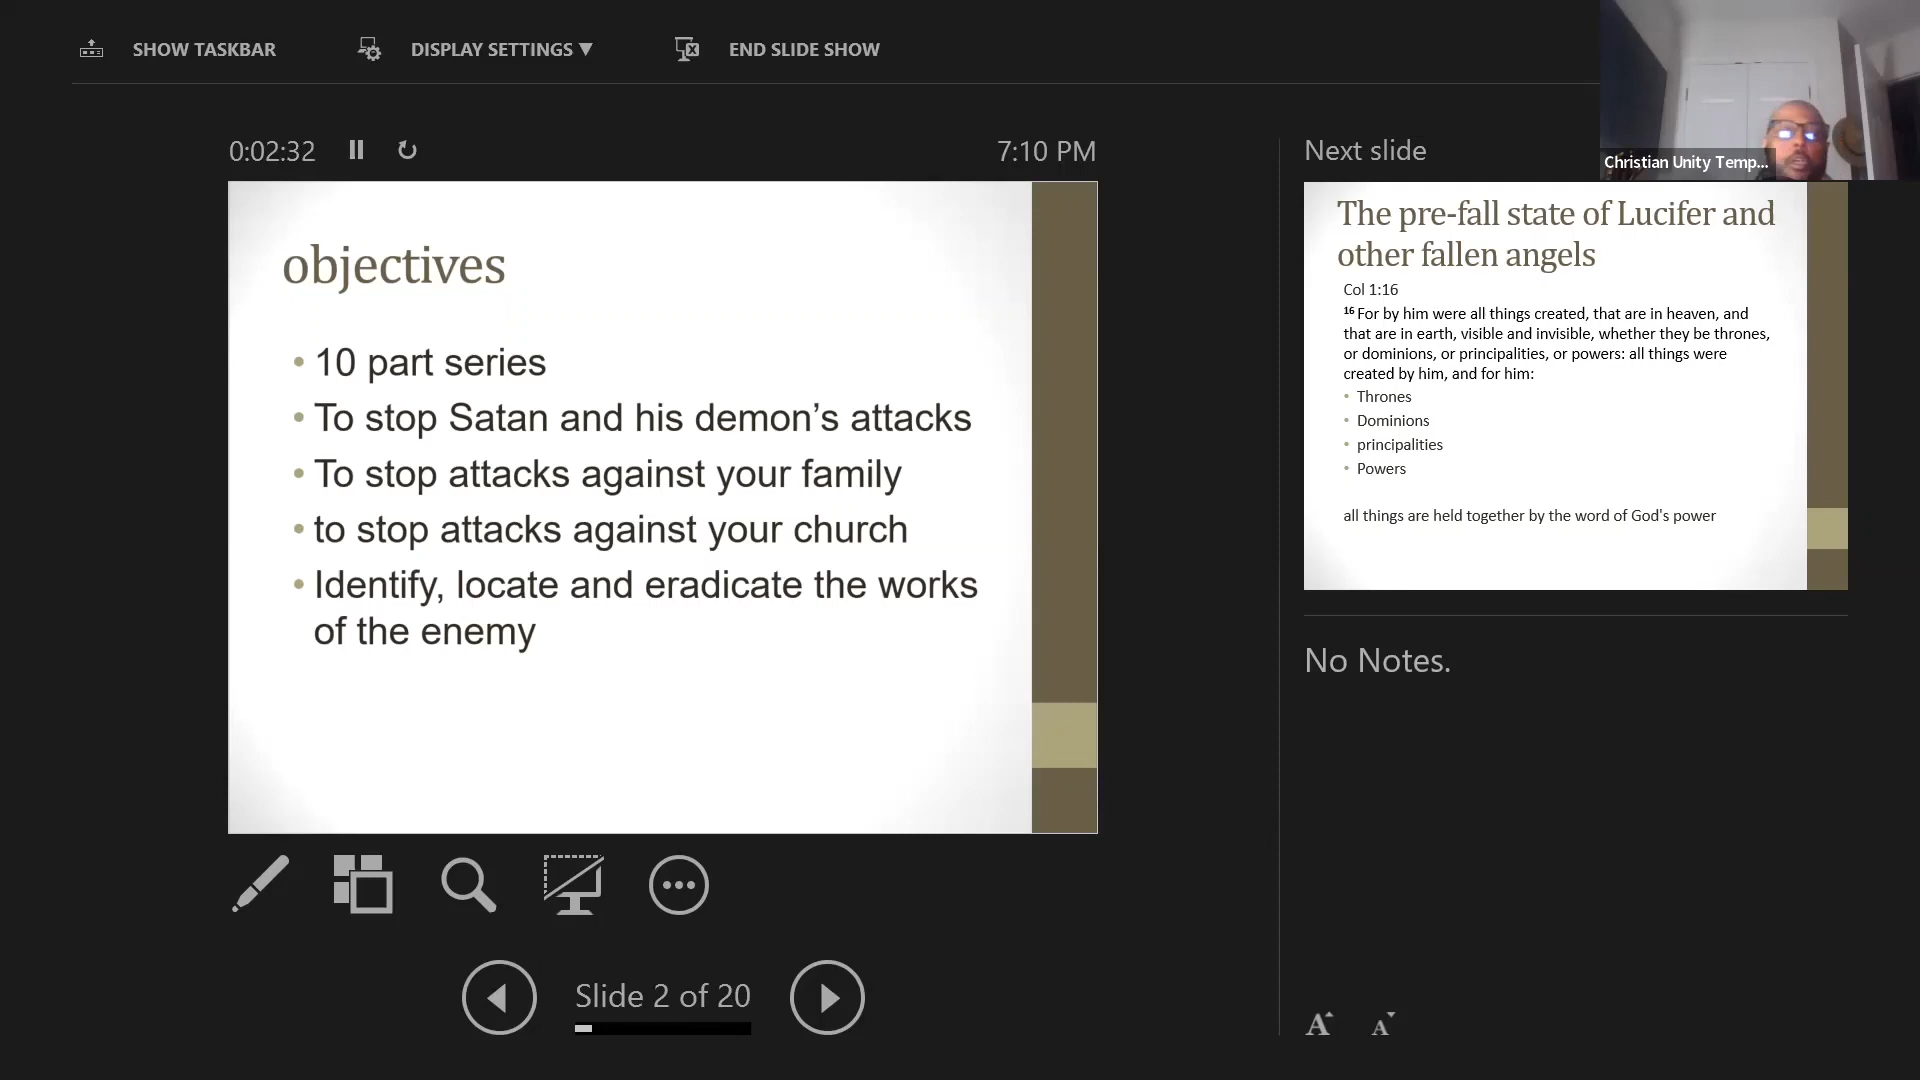 SHOW TASKBAR
DISPLAY SETTINGS ▼
END SLIDE SHOW
Christian Unity Temp...
0:02:32
7:10 PM
objectives
• 10 part series
• To stop Satan and his demon’s attacks
• To stop attacks against your family
• to stop attacks against your church
• Identify, locate and eradicate the works
of the enemy
Slide 2 of 20
Next slide
The pre-fall state of Lucifer and
other fallen angels
Col 1:16
16 For by him were all things created, that are in heaven, and
that are in earth, visible and invisible, whether they be thrones,
or dominions, or principalities, or powers: all things were
created by him, and for him:
• Thrones
• Dominions
• principalities
• Powers
all things are held together by the word of God's power
No Notes.
A A